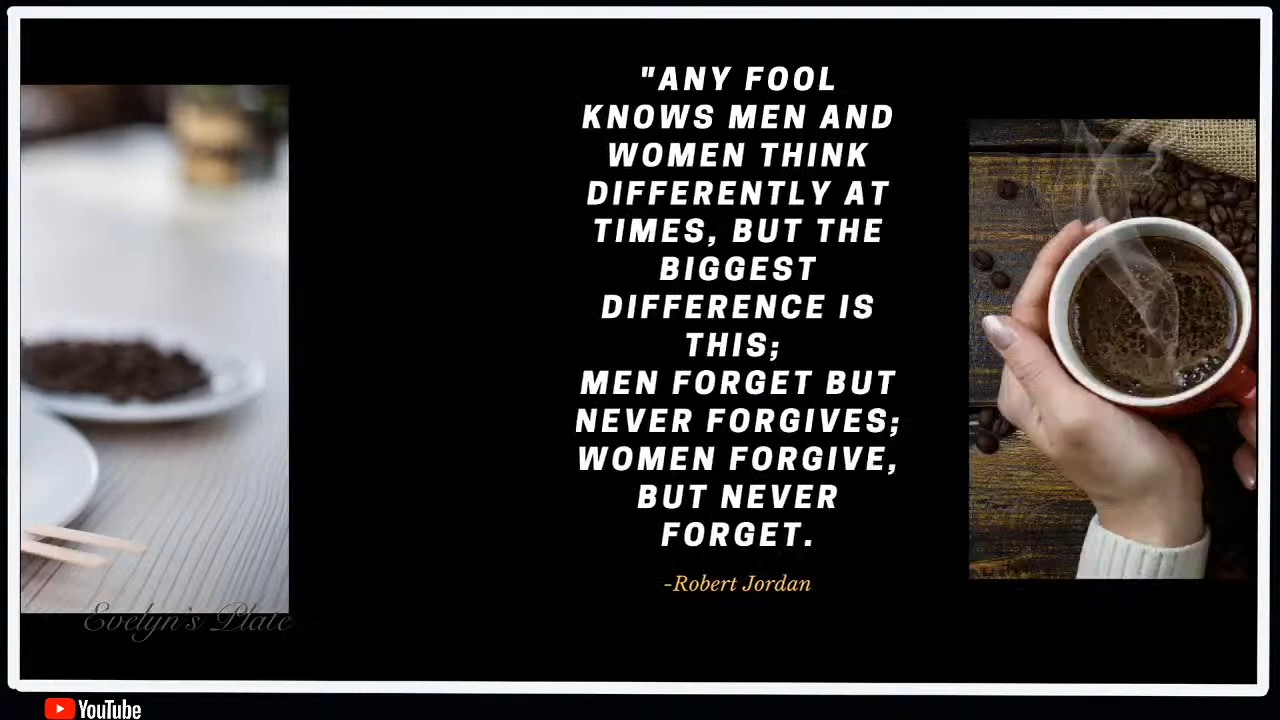 "ANY FOOL
KNOWS MEN AND
WOMEN THINK
DIFFERENTLY AT
TIMES, BUT THE
BIGGEST
DIFFERENCE IS
THIS;
MEN FORGET BUT
NEVER FORGIVES;
WOMEN FORGIVE,
BUT NEVER
FORGET.
-Robert Jordan
Evelyn's Plate
YouTube